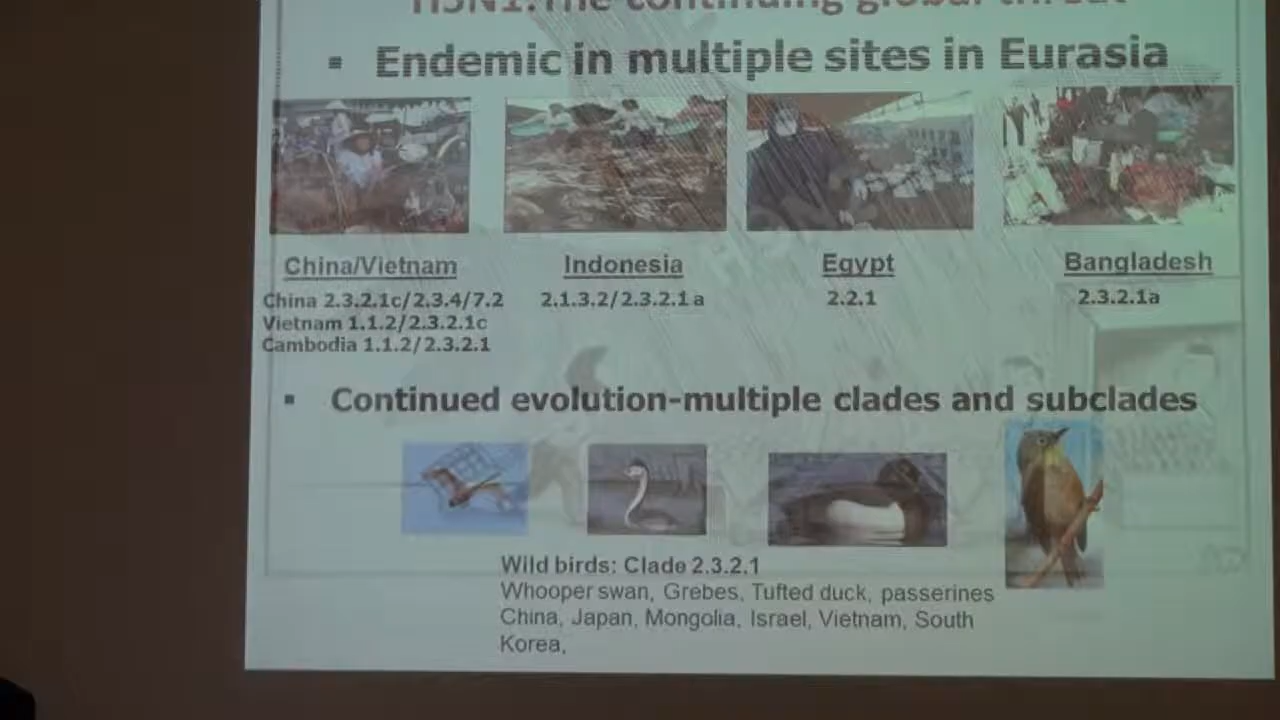 H5N1:The continuing global threat
▪ Endemic in multiple sites in Eurasia
China/Vietnam
Indonesia
Egypt
Bangladesh
China 2.3.2.1c/2.3.4/7.2
2.1.3.2/2.3.2.1a
2.2.1
2.3.2.1a
Vietnam 1.1.2/2.3.2.1c
Cambodia 1.1.2/2.3.2.1
▪ Continued evolution-multiple clades and subclades
Wild birds: Clade 2.3.2.1
Whooper swan, Grebes, Tufted duck, passerines
China, Japan, Mongolia, Israel, Vietnam, South
Korea,